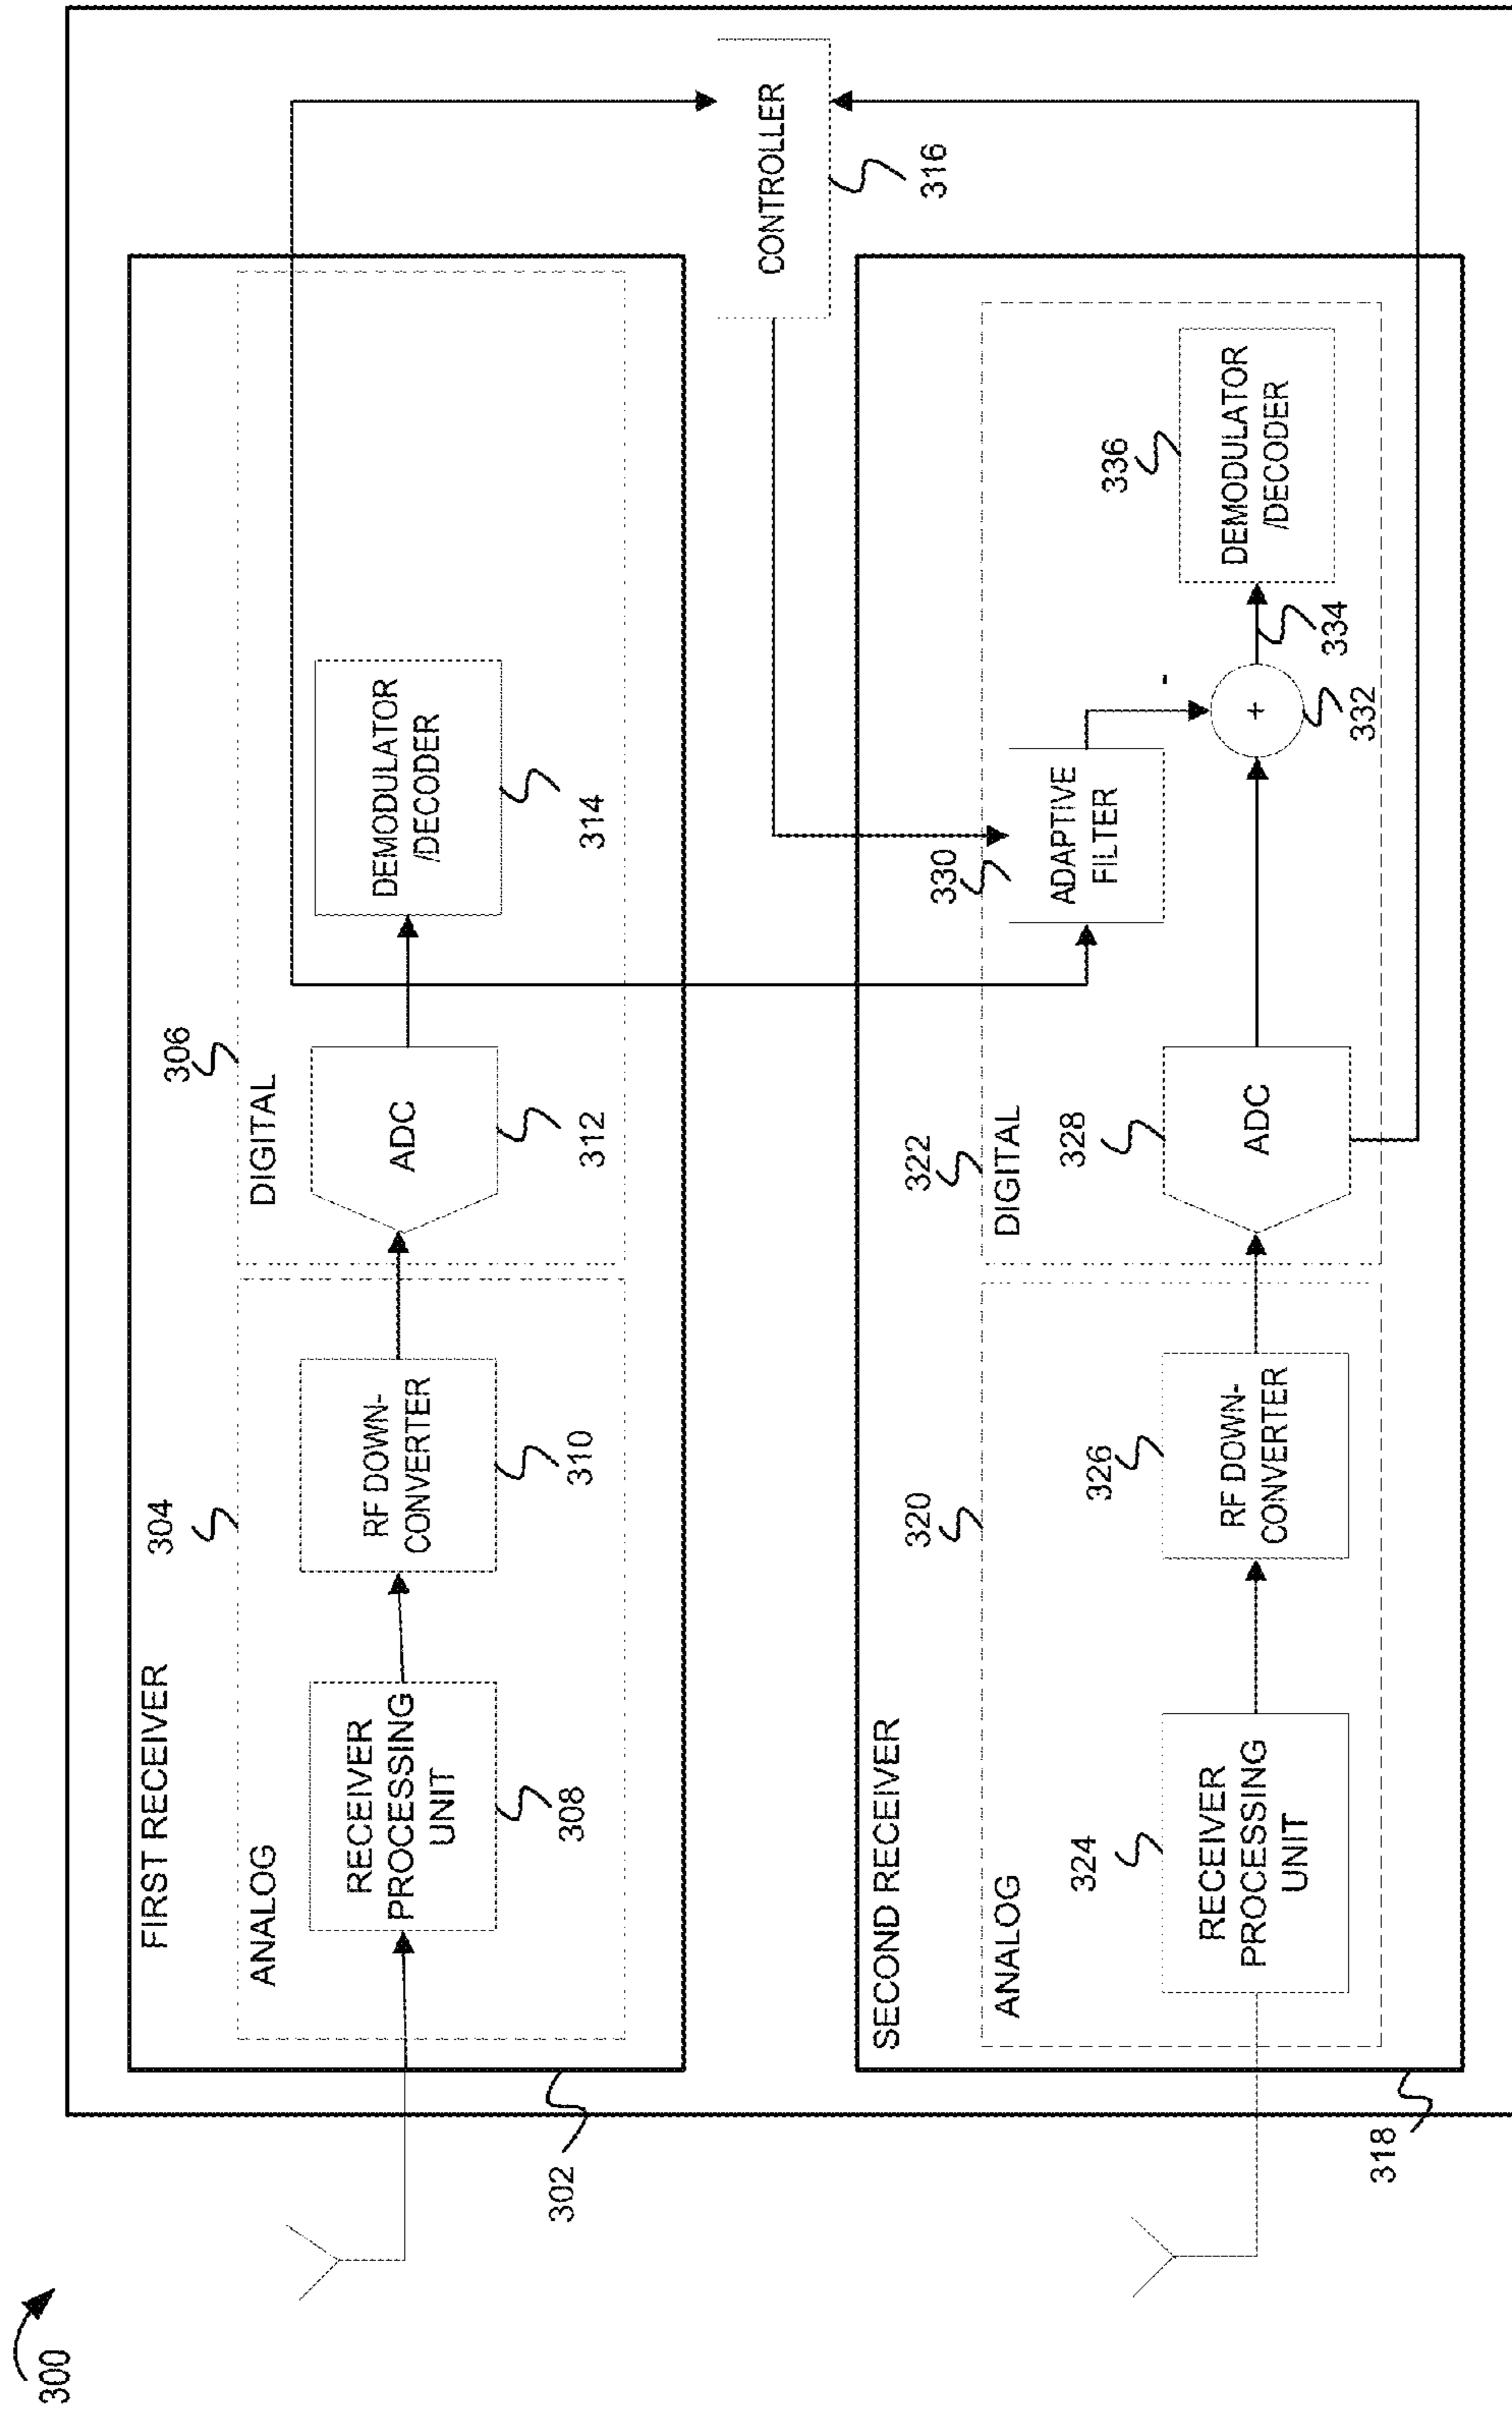 300
FIRST RECEIVER
302
304
ANALOG
RECEIVER
PROCESSING
UNIT
308
RF DOWN-
CONVERTER
310
306
DIGITAL
ADC
312
DEMODULATOR
/DECODER
314
CONTROLLER
316
SECOND RECEIVER
318
320
ANALOG
324
RECEIVER
PROCESSING
UNIT
326
RF DOWN-
CONVERTER
322
DIGITAL
328
ADC
330
ADAPTIVE
FILTER
-
+
332
334
336
DEMODULATOR
/DECODER